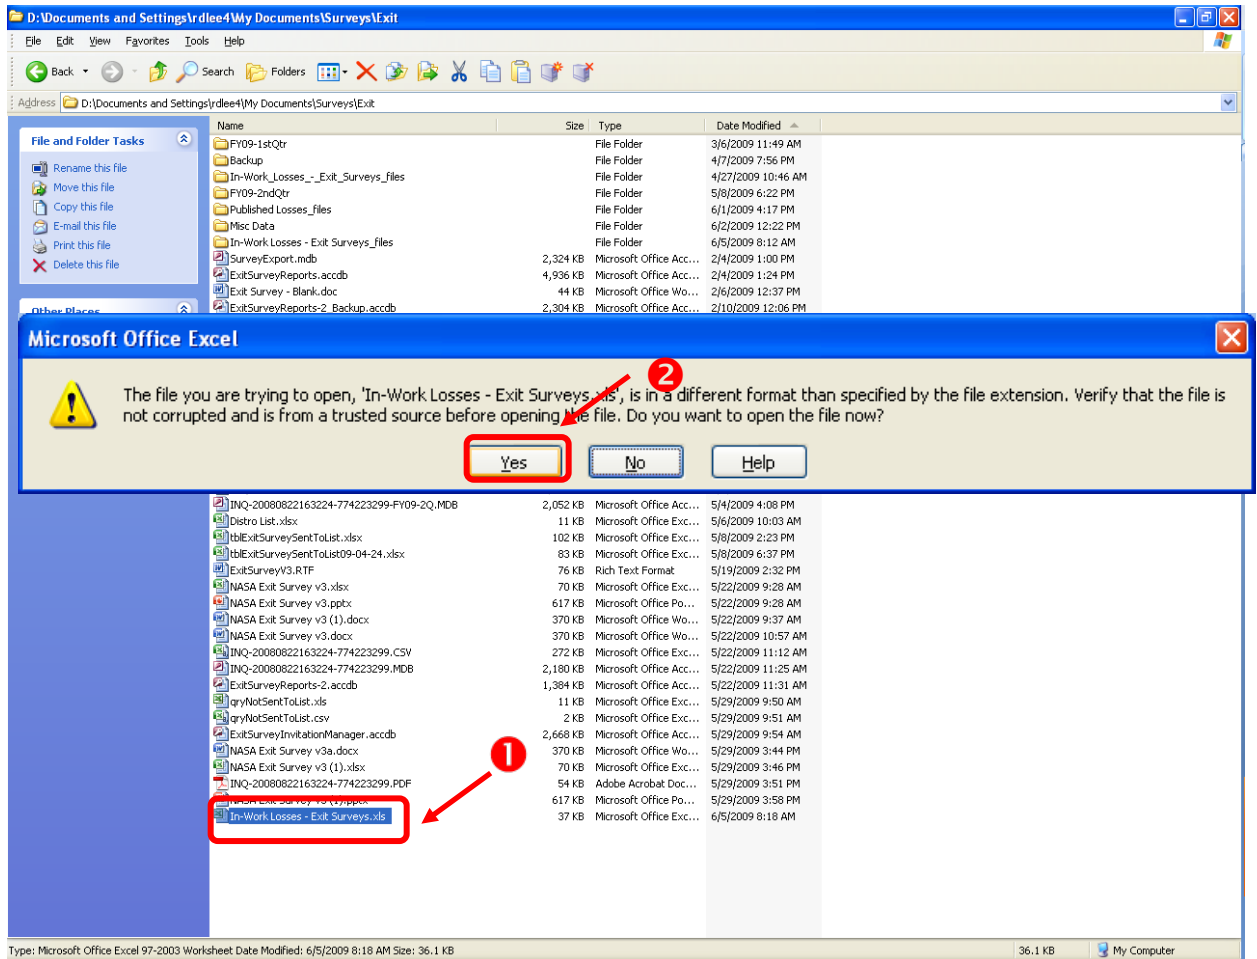 D:\Documents and Settings\rdlee4\My Documents\Surveys\Exit
File Edit View Favorites Tools Help
Back Search Folders
Address D:\Documents and Settings\rdlee4\My Documents\Surveys\Exit
File and Folder Tasks
Rename this file
Move this file
Copy this file
E-mail this file
Print this file
Delete this file
Other Places
Name Size Type Date Modified
FY09-1stQtr File Folder 3/6/2009 11:49 AM
Backup File Folder 4/7/2009 7:56 PM
In-Work_Losses_-_Exit_Surveys_files File Folder 4/27/2009 10:46 AM
FY09-2ndQtr File Folder 5/8/2009 6:22 PM
Published Losses_files File Folder 6/1/2009 4:17 PM
Misc Data File Folder 6/2/2009 12:22 PM
In-Work Losses - Exit Surveys_files File Folder 6/5/2009 8:12 AM
SurveyExport.mdb 2,324 KB Microsoft Office Acc... 2/4/2009 1:00 PM
ExitSurveyReports.accdb 4,936 KB Microsoft Office Acc... 2/4/2009 1:24 PM
Exit Survey - Blank.doc 44 KB Microsoft Office Wo... 2/6/2009 12:37 PM
ExitSurveyReports-2_Backup.accdb 2,304 KB Microsoft Office Acc... 2/10/2009 12:06 PM
Microsoft Office Excel
2
The file you are trying to open, 'In-Work Losses - Exit Surveys.xls', is in a different format than specified by the file extension. Verify that the file is
not corrupted and is from a trusted source before opening the file. Do you want to open the file now?
Yes No Help
INQ-20080822163224-774223299-FY09-2Q.MDB 2,052 KB Microsoft Office Acc... 5/4/2009 4:08 PM
Distro List.xlsx 11 KB Microsoft Office Exc... 5/6/2009 10:03 AM
tblExitSurveySentToList.xlsx 102 KB Microsoft Office Exc... 5/8/2009 2:23 PM
tblExitSurveySentToList09-04-24.xlsx 83 KB Microsoft Office Exc... 5/8/2009 6:37 PM
ExitSurveyV3.RTF 76 KB Rich Text Format 5/19/2009 2:32 PM
NASA Exit Survey v3.xlsx 70 KB Microsoft Office Exc... 5/22/2009 9:28 AM
NASA Exit Survey v3.pptx 617 KB Microsoft Office Po... 5/22/2009 9:28 AM
NASA Exit Survey v3 (1).docx 370 KB Microsoft Office Wo... 5/22/2009 9:37 AM
NASA Exit Survey v3.docx 370 KB Microsoft Office Wo... 5/22/2009 10:57 AM
INQ-20080822163224-774223299.CSV 272 KB Microsoft Office Exc... 5/22/2009 11:12 AM
INQ-20080822163224-774223299.MDB 2,180 KB Microsoft Office Acc... 5/22/2009 11:25 AM
ExitSurveyReports-2.accdb 1,384 KB Microsoft Office Acc... 5/22/2009 11:31 AM
qryNotSentToList.xls 11 KB Microsoft Office Exc... 5/29/2009 9:50 AM
qryNotSentToList.csv 2 KB Microsoft Office Exc... 5/29/2009 9:51 AM
ExitSurveyInvitationManager.accdb 2,668 KB Microsoft Office Acc... 5/29/2009 9:54 AM
NASA Exit Survey v3a.docx 370 KB Microsoft Office Wo... 5/29/2009 3:44 PM
1
NASA Exit Survey v3 (1).xlsx 70 KB Microsoft Office Exc... 5/29/2009 3:46 PM
INQ-20080822163224-774223299.PDF 54 KB Adobe Acrobat Doc... 5/29/2009 3:51 PM
NASA Exit Survey v3 (1).pptx 617 KB Microsoft Office Po... 5/29/2009 3:58 PM
In-Work Losses - Exit Surveys.xls 37 KB Microsoft Office Exc... 6/5/2009 8:18 AM
Type: Microsoft Office Excel 97-2003 Worksheet Date Modified: 6/5/2009 8:18 AM Size: 36.1 KB 36.1 KB My Computer